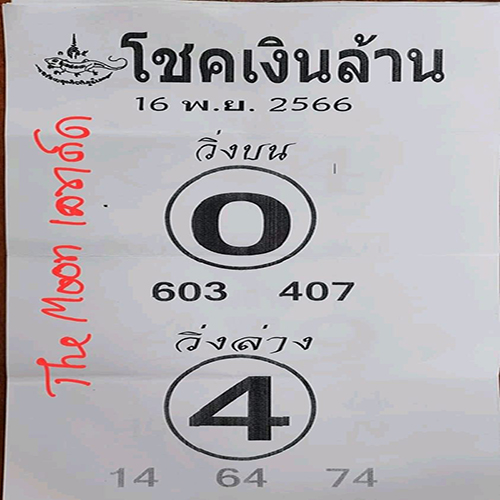 โชคเงินล้าน
16 พ.ย. 2566
วิ่งบน
0
603 407
วิ่งล่าง
4
14 64 74
The Moon เลขเด็ด